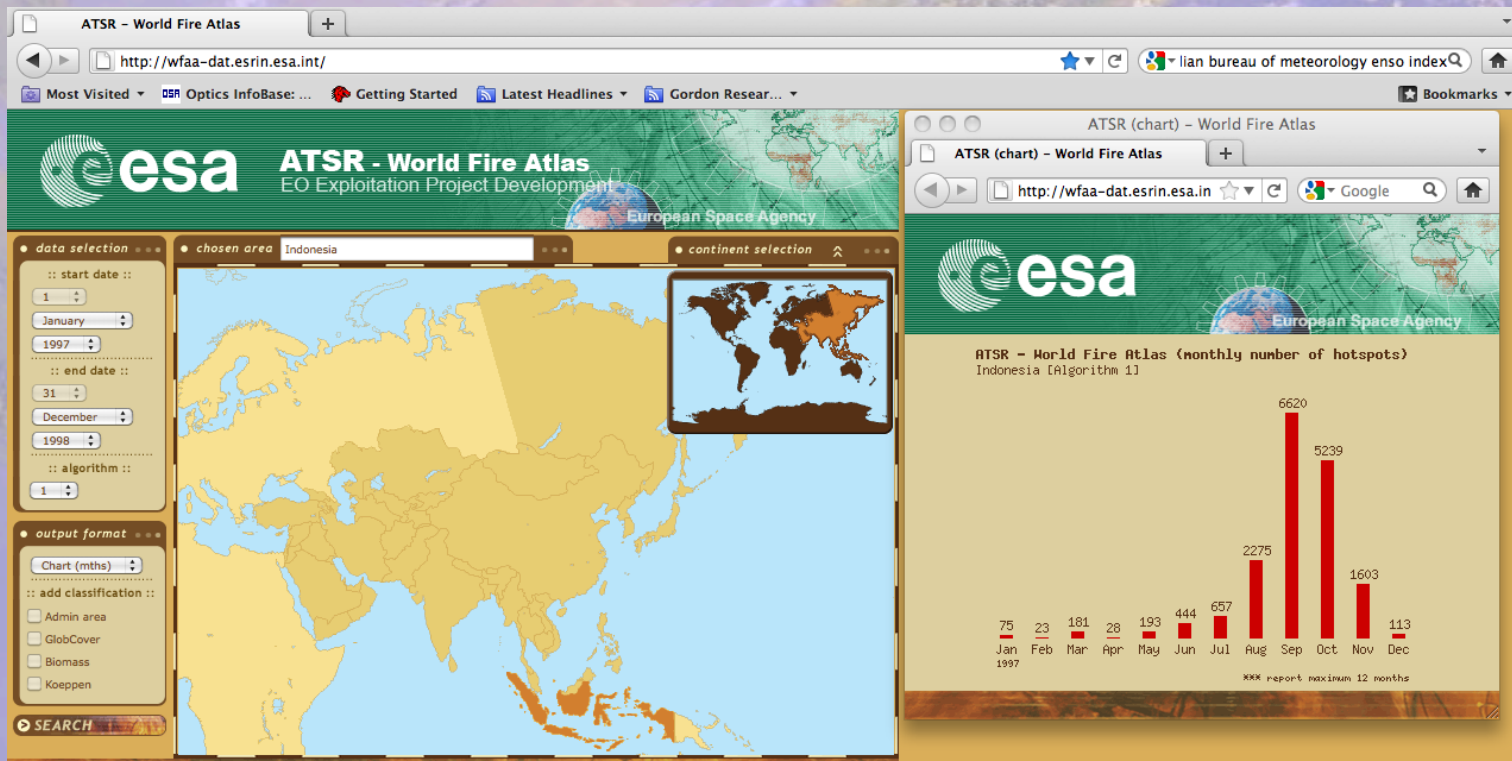 ATSR – World Fire Atlas
+
http://wfaa-dat.esrin.esa.int/
lian bureau of meteorology enso index
Most Visited
OSA Optics InfoBase: ...
Getting Started
Latest Headlines
Gordon Resear...
Bookmarks
esa
ATSR - World Fire Atlas
EO Exploitation Project Development
European Space Agency
data selection
:: start date ::
1
January
1997
:: end date ::
31
December
1998
:: algorithm ::
1
output format
Chart (mths)
:: add classification ::
Admin area
GlobCover
Biomass
Koeppen
SEARCH
chosen area Indonesia
continent selection
ATSR (chart) – World Fire Atlas
ATSR (chart) – World Fire Atlas
+
http://wfaa-dat.esrin.esa.in
Google
esa
European Space Agency
ATSR - World Fire Atlas (monthly number of hotspots)
Indonesia [Algorithm 1]
75 23 181 28 193 444 657 2275 6620 5239 1603 113
Jan Feb Mar Apr May Jun Jul Aug Sep Oct Nov Dec
1997
*** report maximum 12 months